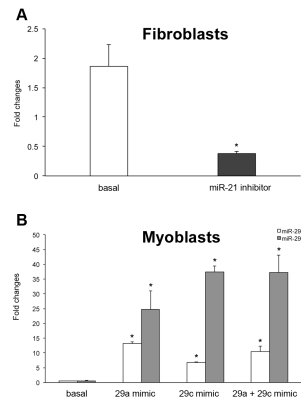 A
Fibroblasts
2.5
2
1.5
1
0.5
0
Fold changes
*
basal
miR-21 inhibitor
B
Myoblasts
miR-29
miR-29
50
45
40
35
30
25
20
15
10
5
0
Fold changes
* * * * * *
basal
29a mimic
29c mimic
29a + 29c mimic